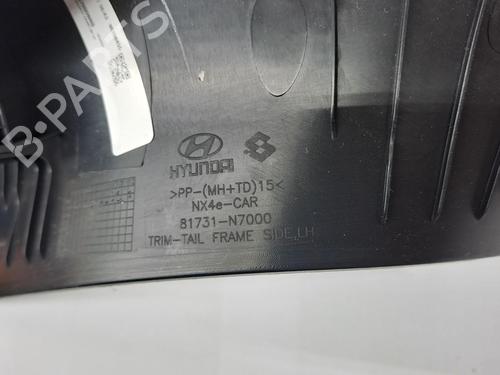 B-PARTS
HYUNDAI
>PP-(MH+TD)15<
NX4e-CAR
81731-N7000
TRIM-TAIL FRAME SIDE,LH